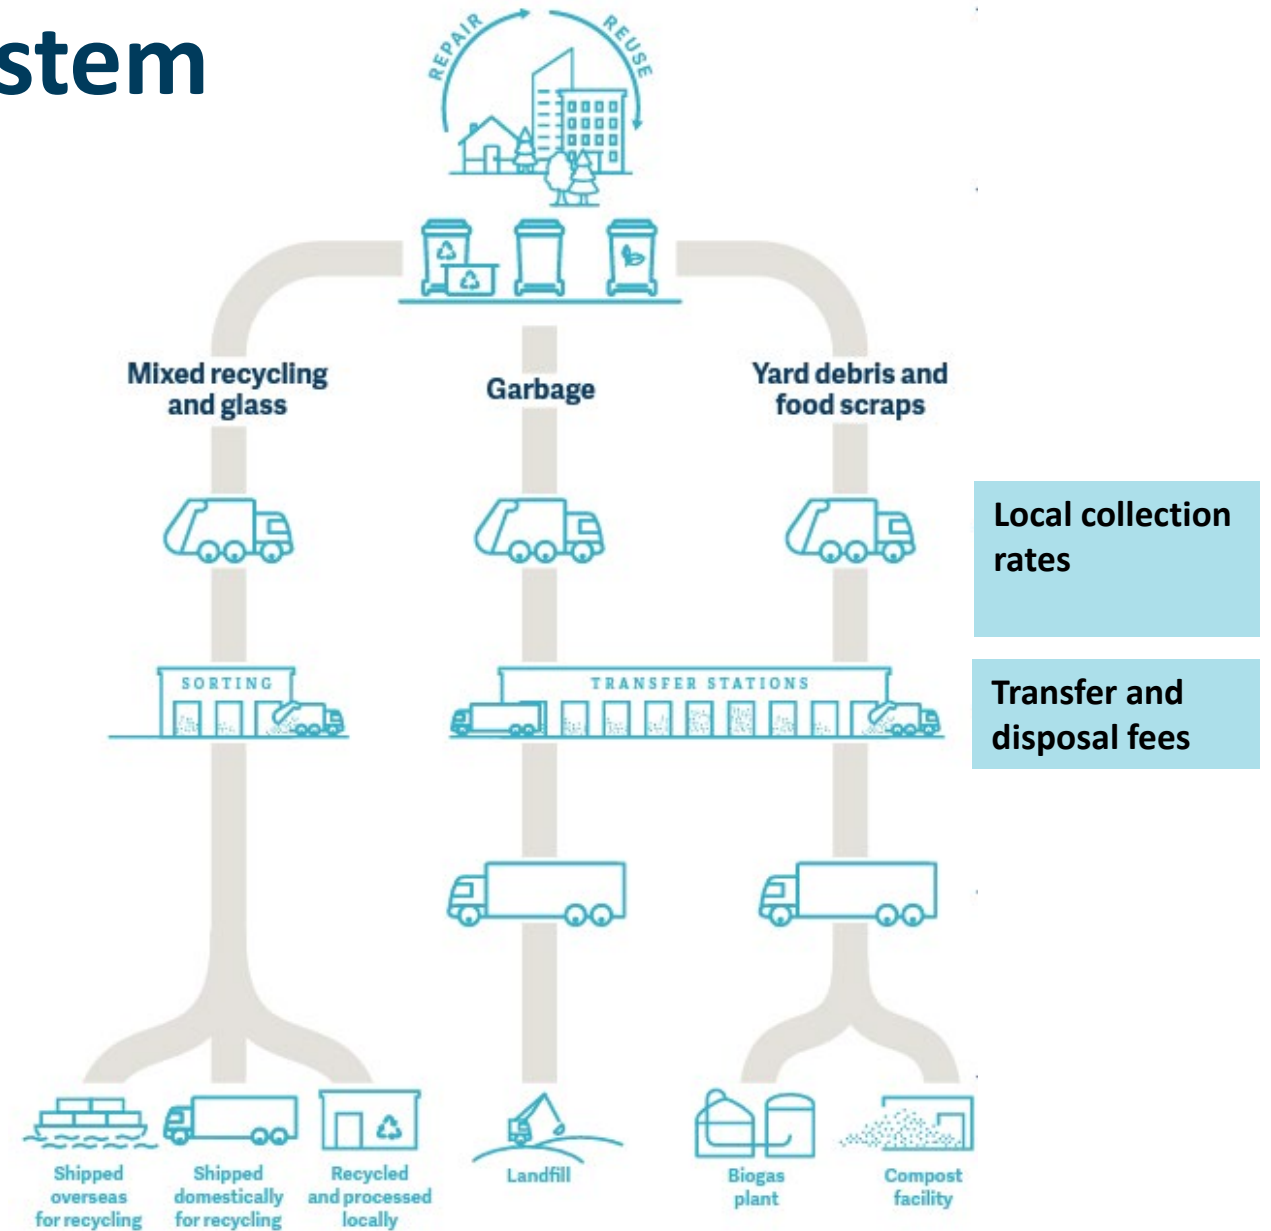 stem
REPAIR
REUSE
Mixed recycling
and glass
Garbage
Yard debris and
food scraps
Local collection
rates
SORTING
TRANSFER STATIONS
Transfer and
disposal fees
Shipped
overseas
for recycling
Shipped
domestically
for recycling
Recycled
and processed
locally
Landfill
Biogas
plant
Compost
facility